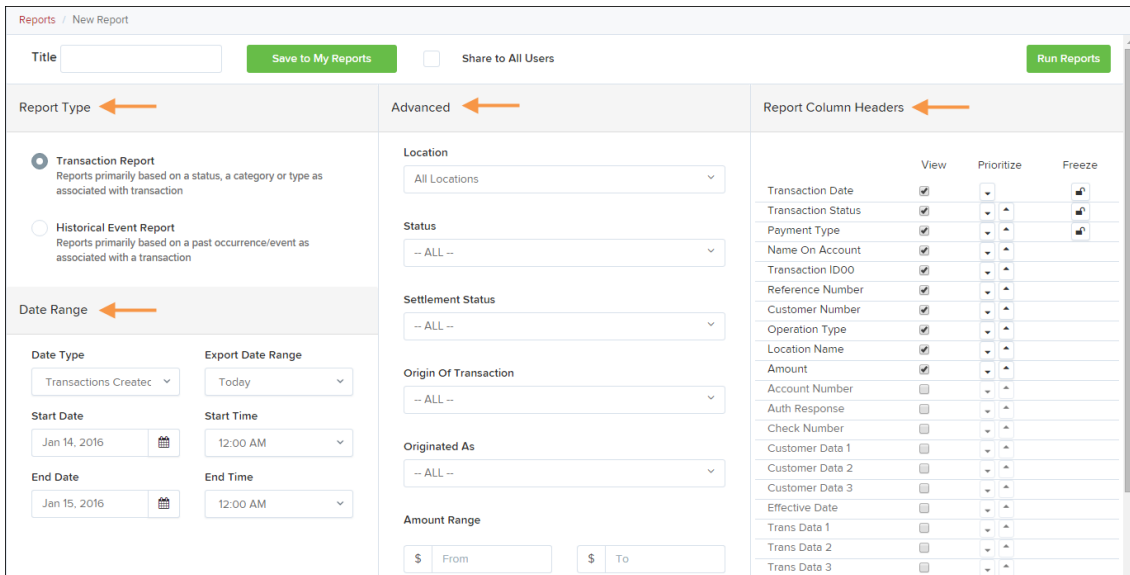 Reports / New Report
Title
Save to My Reports
Share to All Users
Run Reports
Report Type
Transaction Report
Reports primarily based on a status, a category or type as
associated with transaction
Historical Event Report
Reports primarily based on a past occurrence/event as
associated with a transaction
Date Range
Date Type
Export Date Range
Transactions Created
Today
Start Date
Start Time
Jan 14, 2016
12:00 AM
End Date
End Time
Jan 15, 2016
12:00 AM
Advanced
Location
All Locations
Status
-- ALL --
Settlement Status
-- ALL --
Origin Of Transaction
-- ALL --
Originated As
-- ALL --
Amount Range
$ From
$ To
Report Column Headers
View Prioritize Freeze
Transaction Date
Transaction Status
Payment Type
Name On Account
Transaction ID00
Reference Number
Customer Number
Operation Type
Location Name
Amount
Account Number
Auth Response
Check Number
Customer Data 1
Customer Data 2
Customer Data 3
Effective Date
Trans Data 1
Trans Data 2
Trans Data 3